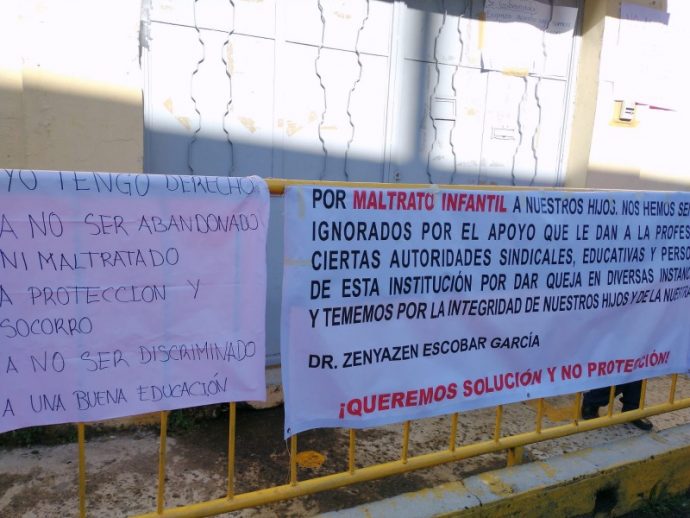 YO TENGO DERECHO
A NO SER ABANDONADO
NI MALTRATADO
A PROTECCION Y
SOCORRO
A NO SER DISCRIMINADO
A UNA BUENA EDUCACIÓN
POR MALTRATO INFANTIL A NUESTROS HIJOS. NOS HEMOS
IGNORADOS POR EL APOYO QUE LE DAN A LA
CIERTAS AUTORIDADES SINDICALES, EDUCATIVAS Y
DE ESTA INSTITUCIÓN POR DAR QUEJA EN DIVERSAS
Y TEMEMOS POR LA INTEGRIDAD DE NUESTROS HIJOS Y DE LA
DR. ZENYAZEN ESCOBAR GARCÍA
¡QUEREMOS SOLUCIÓN Y NO PROTECCIÓN!